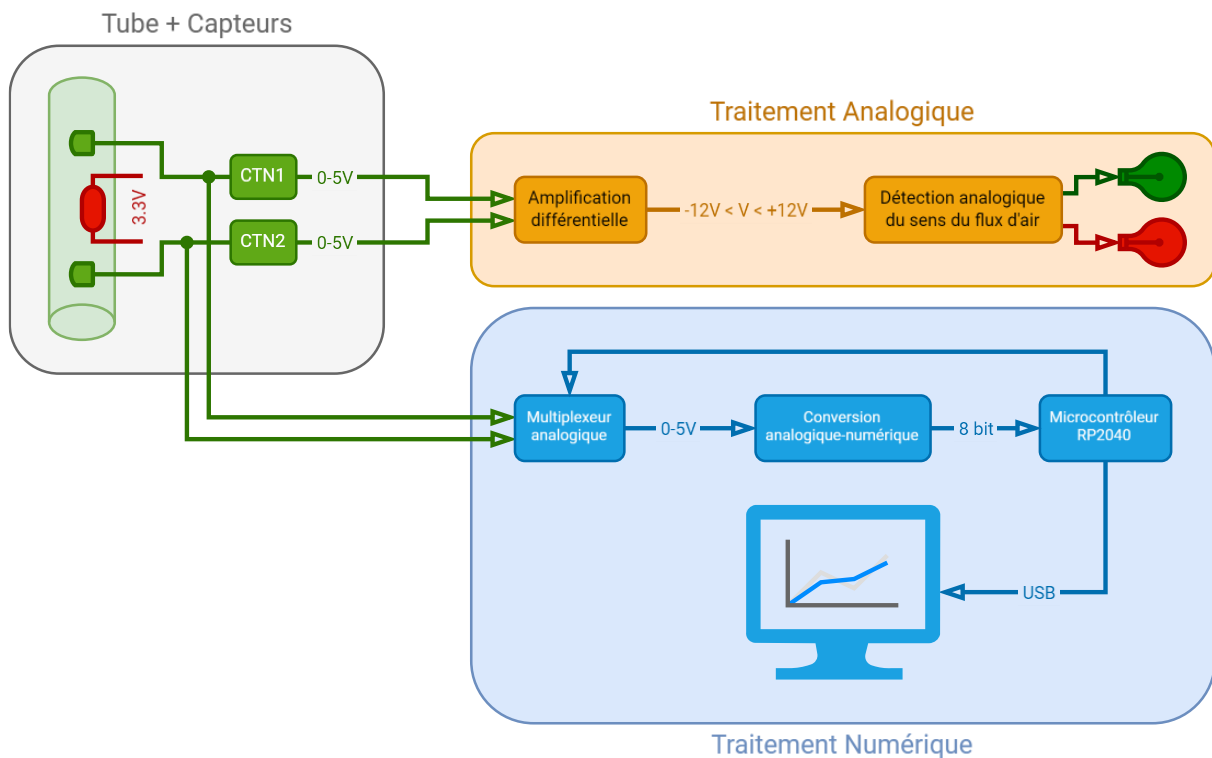 Tube + Capteurs
3.3V
CTN1
0-5V
CTN2
0-5V
Traitement Analogique
Amplification
différentielle
-12V < V < +12V
Détection analogique
du sens du flux d'air
Multiplexeur
analogique
0-5V
Conversion
analogique-numérique
8 bit
Microcontrôleur
RP2040
USB
Traitement Numérique